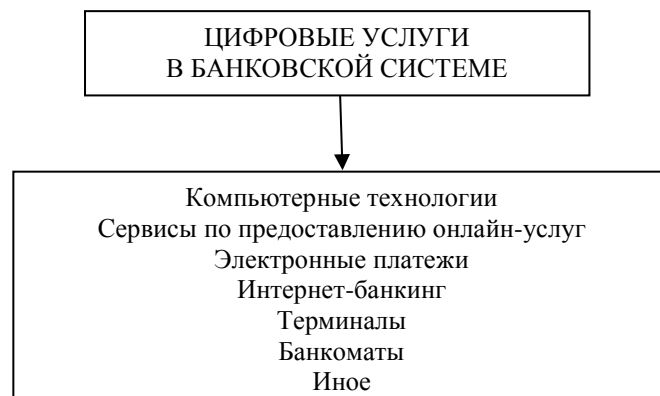 ЦИФРОВЫЕ УСЛУГИ
В БАНКОВСКОЙ СИСТЕМЕ
Компьютерные технологии
Сервисы по предоставлению онлайн-услуг
Электронные платежи
Интернет-банкинг
Терминалы
Банкоматы
Иное